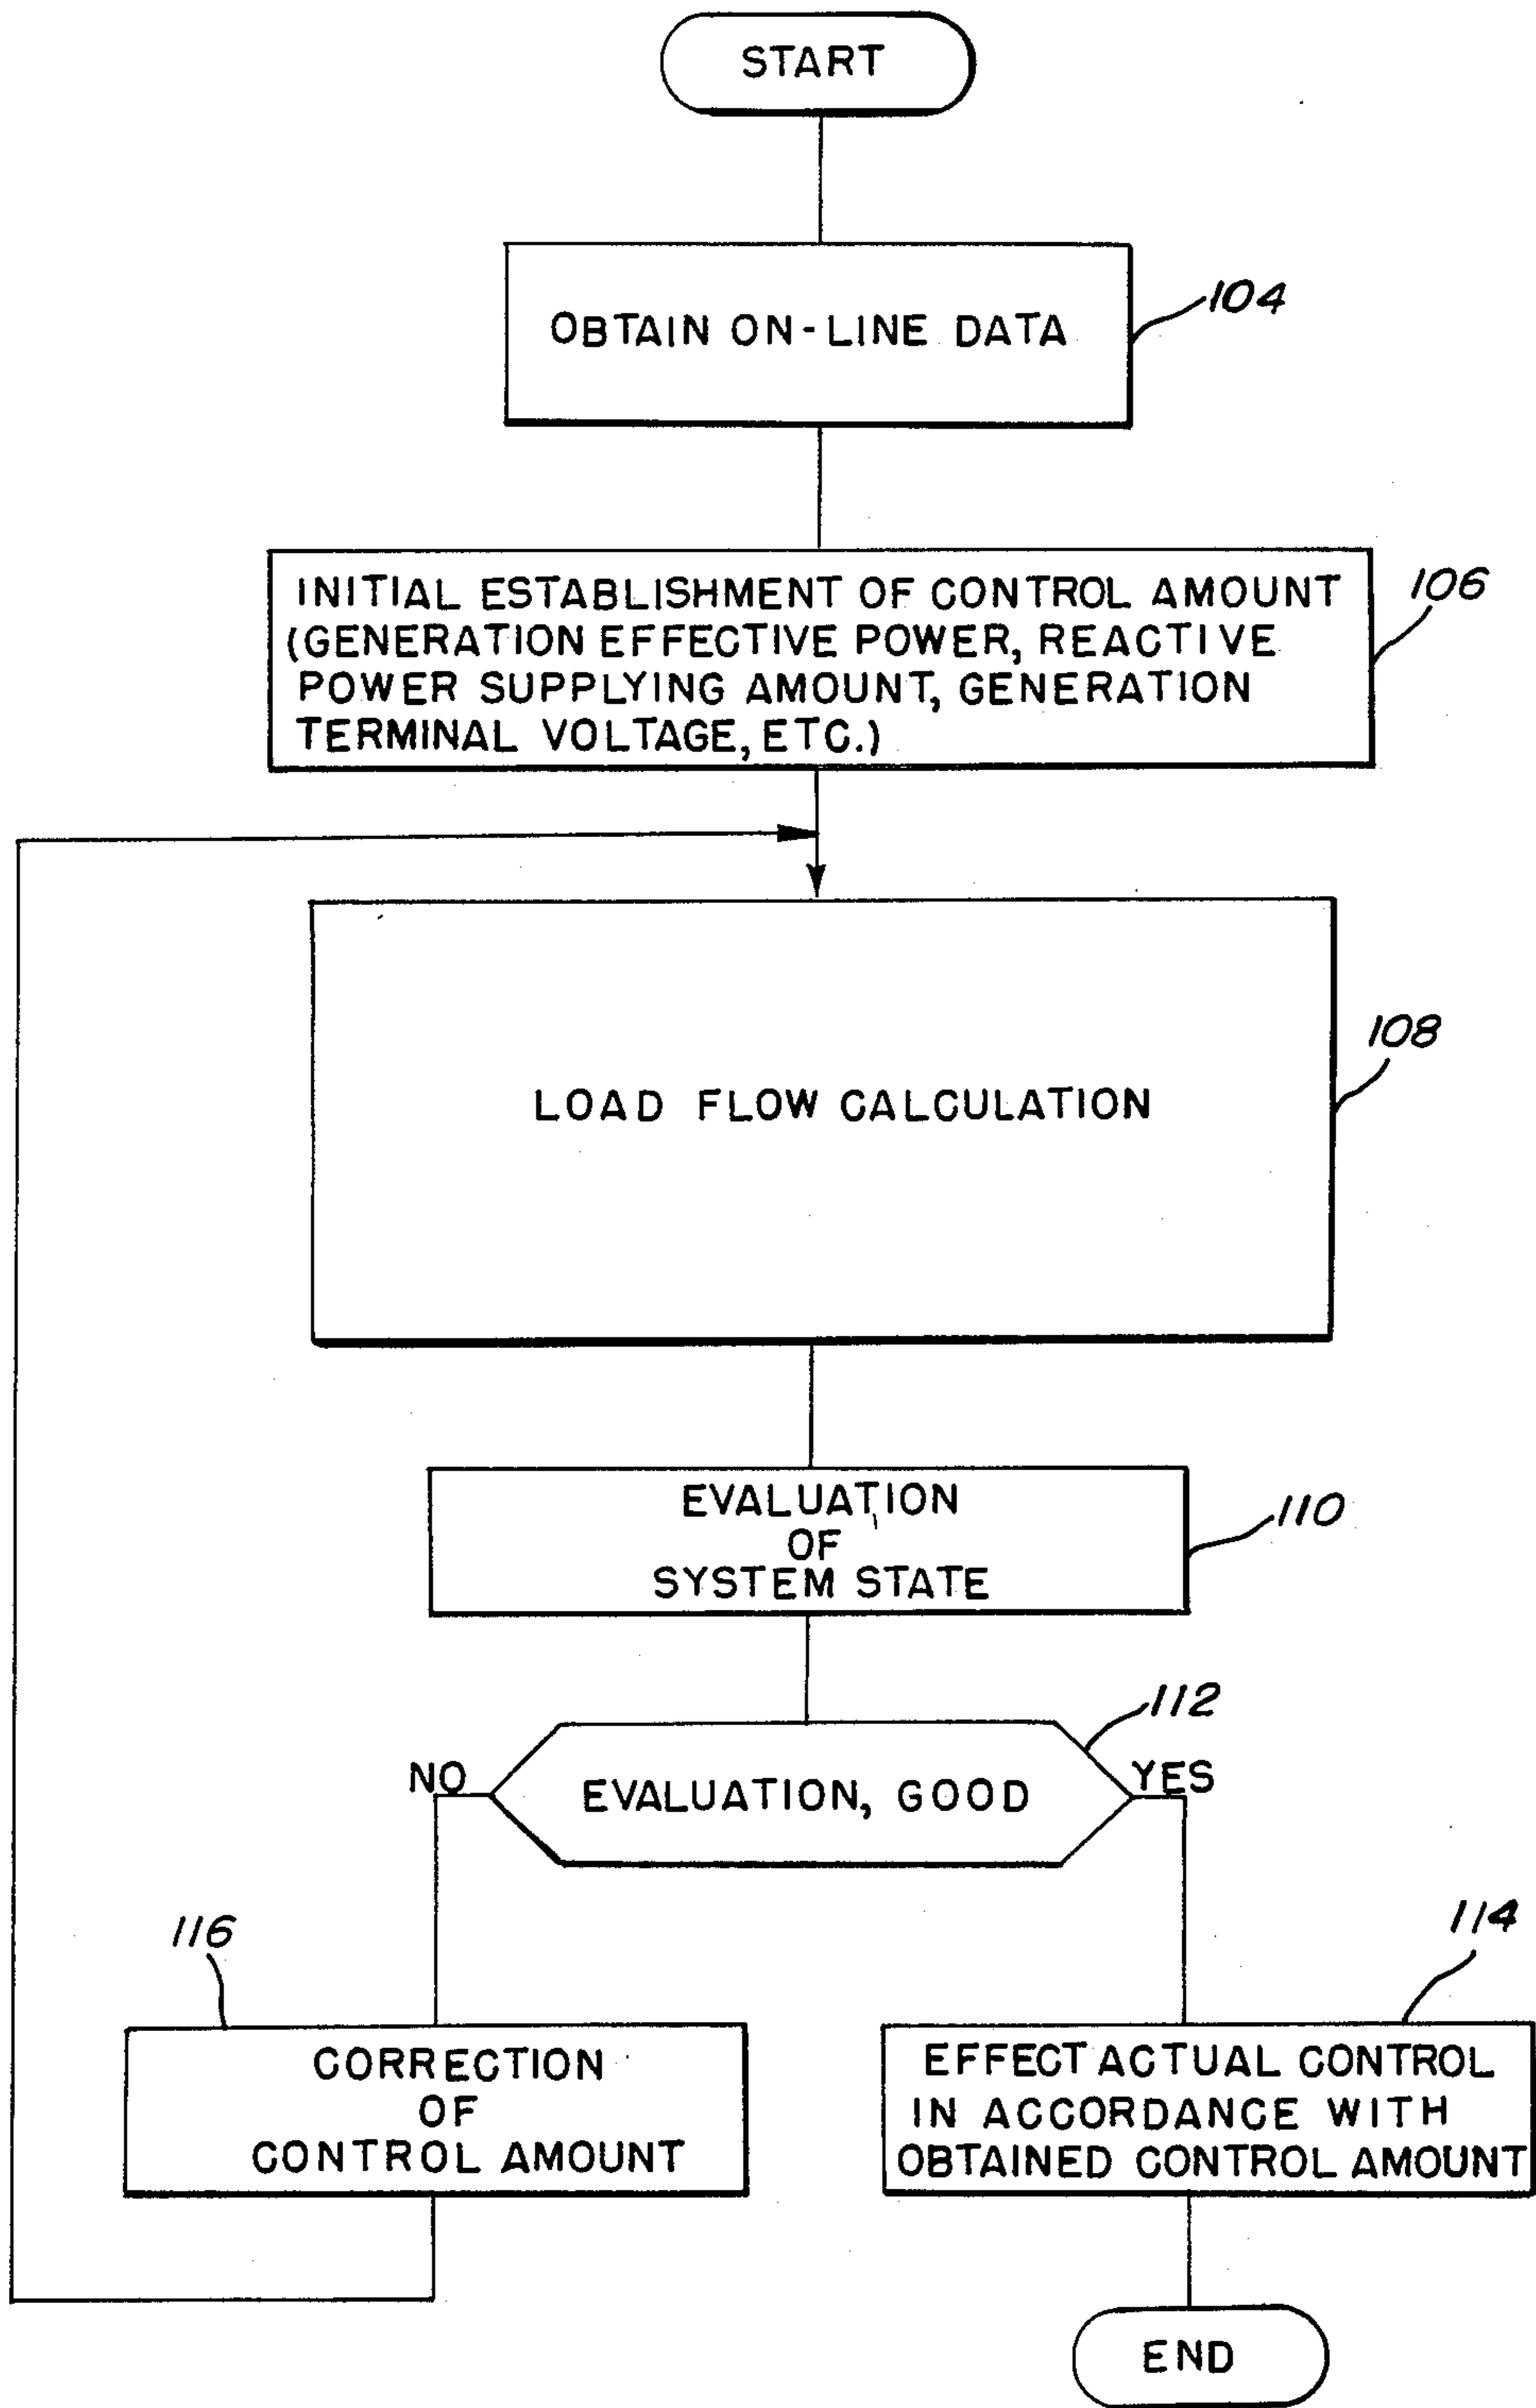 START
OBTAIN ON-LINE DATA
104
INITIAL ESTABLISHMENT OF CONTROL AMOUNT
(GENERATION EFFECTIVE POWER, REACTIVE
POWER SUPPLYING AMOUNT, GENERATION
TERMINAL VOLTAGE, ETC.)
106
LOAD FLOW CALCULATION
108
EVALUATION
OF
SYSTEM STATE
110
112
NO
EVALUATION, GOOD
YES
116
CORRECTION
OF
CONTROL AMOUNT
114
EFFECT ACTUAL CONTROL
IN ACCORDANCE WITH
OBTAINED CONTROL AMOUNT
END